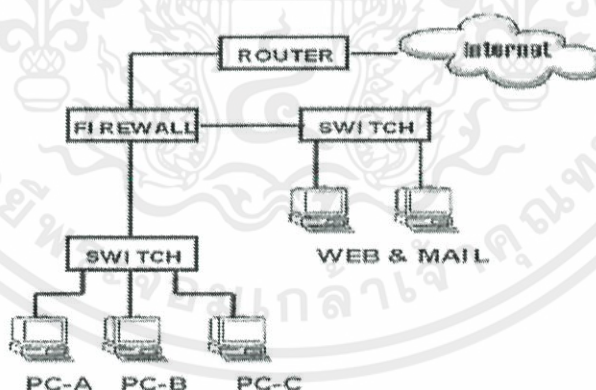 ROUTER
Internet
FIREWALL
SWITCH
WEB & MAIL
SWITCH
PC-A PC-B PC-C